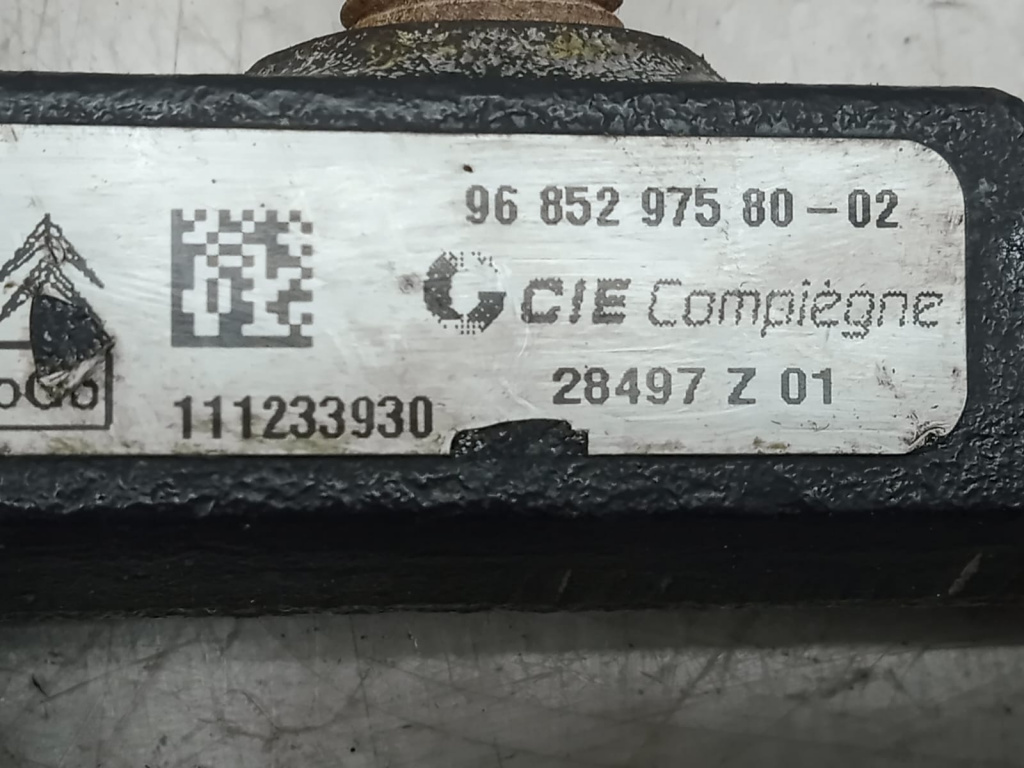 96 852 975 80-02
CIE Compiègne
28497 Z 01
111233930